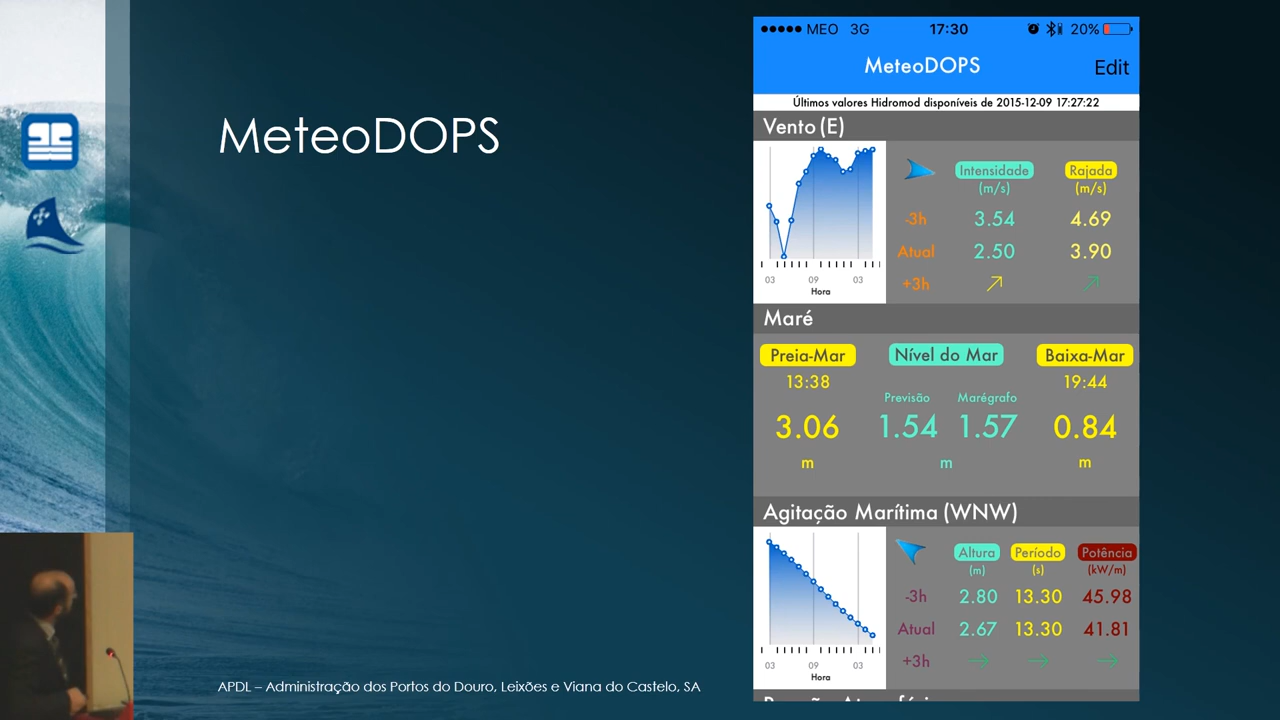 MeteoDOPS
APDL – Administração dos Portos do Douro, Leixões e Viana do Castelo, SA
MEO 3G 17:30 20%
MeteoDOPS Edit
Últimos valores Hidromod disponíveis de 2015-12-09 17:27:22
Vento (E)
Intensidade Rajada
(m/s) (m/s)
-3h 3.54 4.69
Atual 2.50 3.90
+3h
03 09 03
Hora
Maré
Preia-Mar Nível do Mar Baixa-Mar
13:38 19:44
Previsão Marégrafo
3.06 1.54 1.57 0.84
m m m
Agitação Marítima (WNW)
Altura Período Potência
(m) (s) (kW/m)
-3h 2.80 13.30 45.98
Atual 2.67 13.30 41.81
+3h
03 09 03
Hora